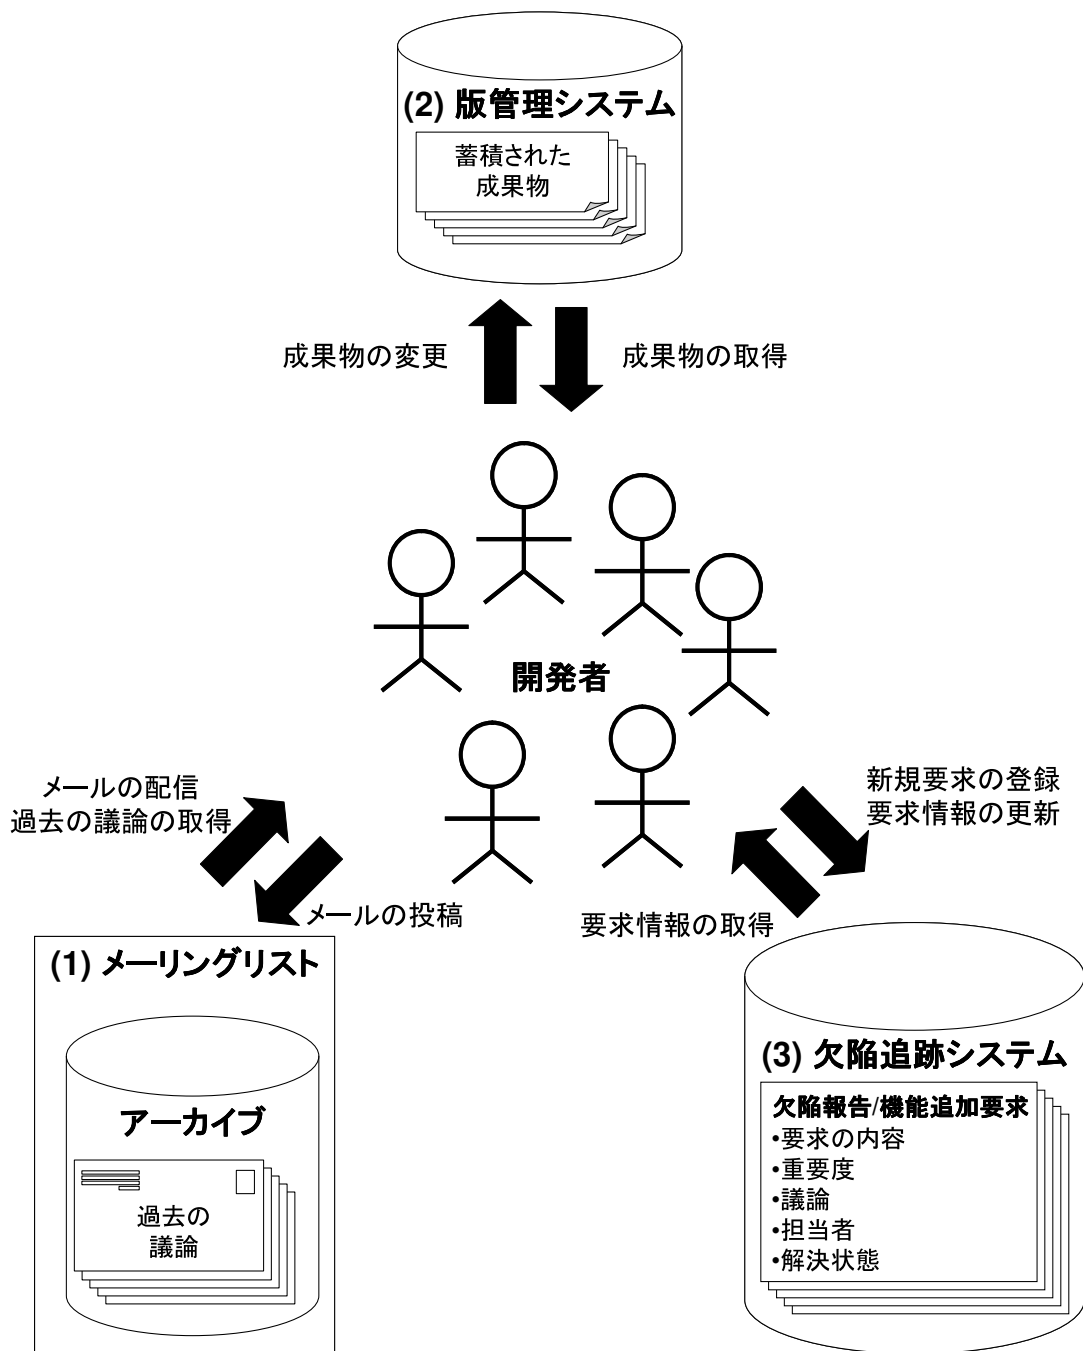 (2) 版管理システム
蓄積された
成果物
成果物の変更
成果物の取得
開発者
メールの配信
過去の議論の取得
メールの投稿
新規要求の登録
要求情報の更新
要求情報の取得
(1) メーリングリスト
アーカイブ
過去の
議論
(3) 欠陥追跡システム
欠陥報告/機能追加要求
•要求の内容
•重要度
•議論
•担当者
•解決状態